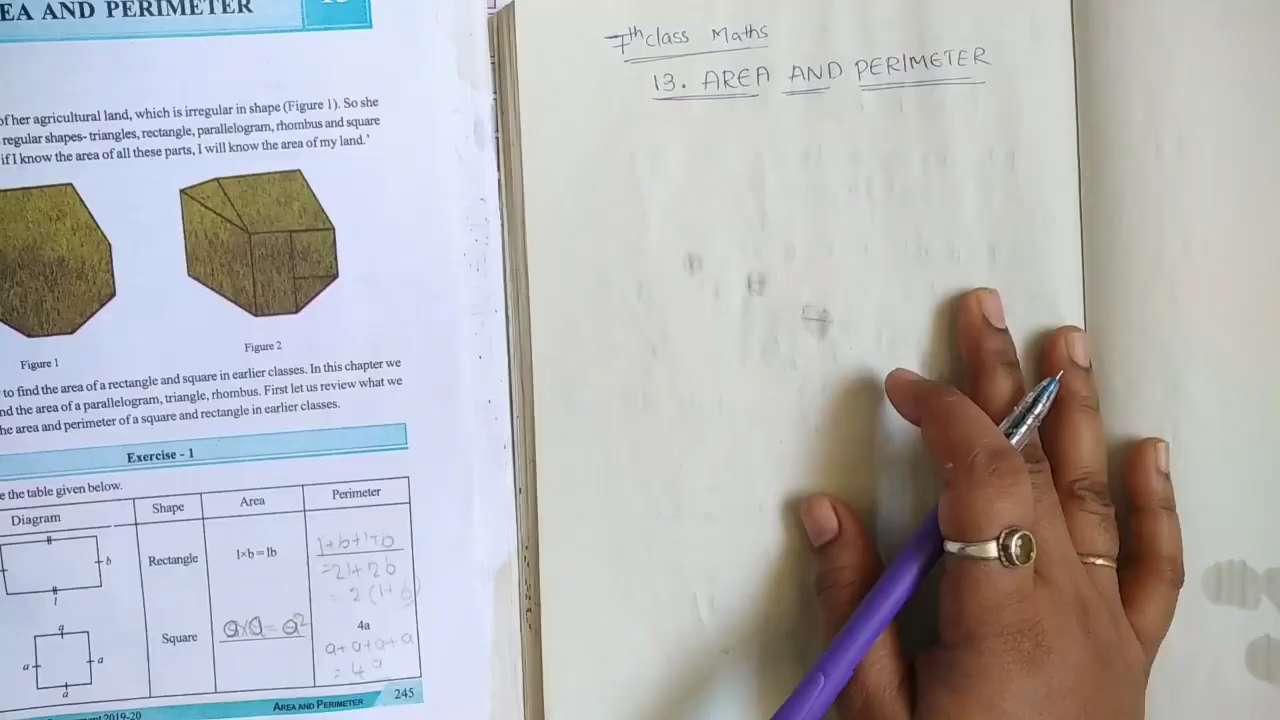 EA AND PERIMETER
of her agricultural land, which is irregular in shape (Figure 1). So she
regular shapes- triangles, rectangle, parallelogram, rhombus and square
if I know the area of all these parts, I will know the area of my land.'
Figure 1
Figure 2
to find the area of a rectangle and square in earlier classes. In this chapter we
nd the area of a parallelogram, triangle, rhombus. First let us review what we
he area and perimeter of a square and rectangle in earlier classes.
Exercise - 1
e the table given below.
Diagram Shape Area Perimeter
b
l
Rectangle
l×b = lb
l+b+l+b
= 2l+2b
= 2(l+b)
a
a
a
a
Square
a×a = a²
4a
a+a+a+a
= 4a
2019-20
AREA AND PERIMETER 245
7th class Maths
13. AREA AND PERIMETER